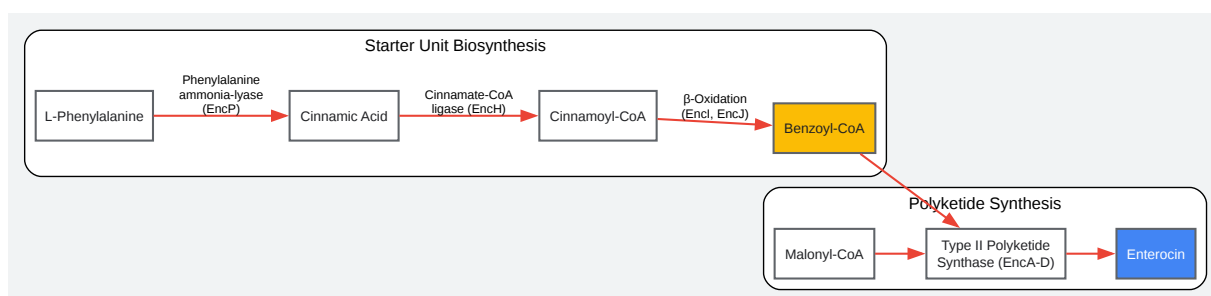 Starter Unit Biosynthesis
L-Phenylalanine
Phenylalanine
ammonia-lyase
(EncP)
Cinnamic Acid
Cinnamate-CoA
ligase (EncH)
Cinnamoyl-CoA
β-Oxidation
(EncI, EncJ)
Benzoyl-CoA
Polyketide Synthesis
Malonyl-CoA
Type II Polyketide
Synthase (EncA-D)
Enterocin